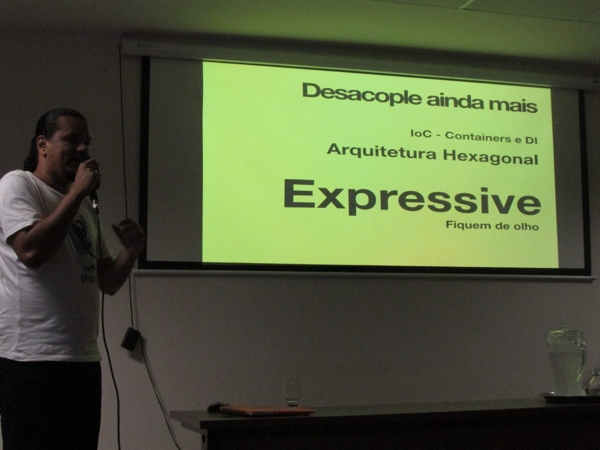 Desacople ainda mais
IoC - Containers e DI
Arquitetura Hexagonal
Expressive
Fiquem de olho